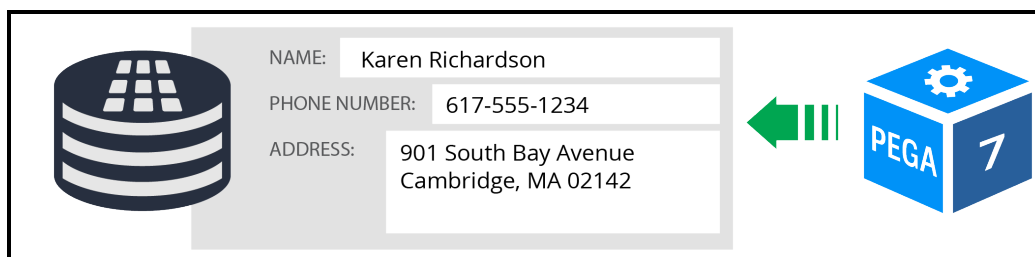 NAME: Karen Richardson
PHONE NUMBER: 617-555-1234
ADDRESS: 901 South Bay Avenue
Cambridge, MA 02142
PEGA 7